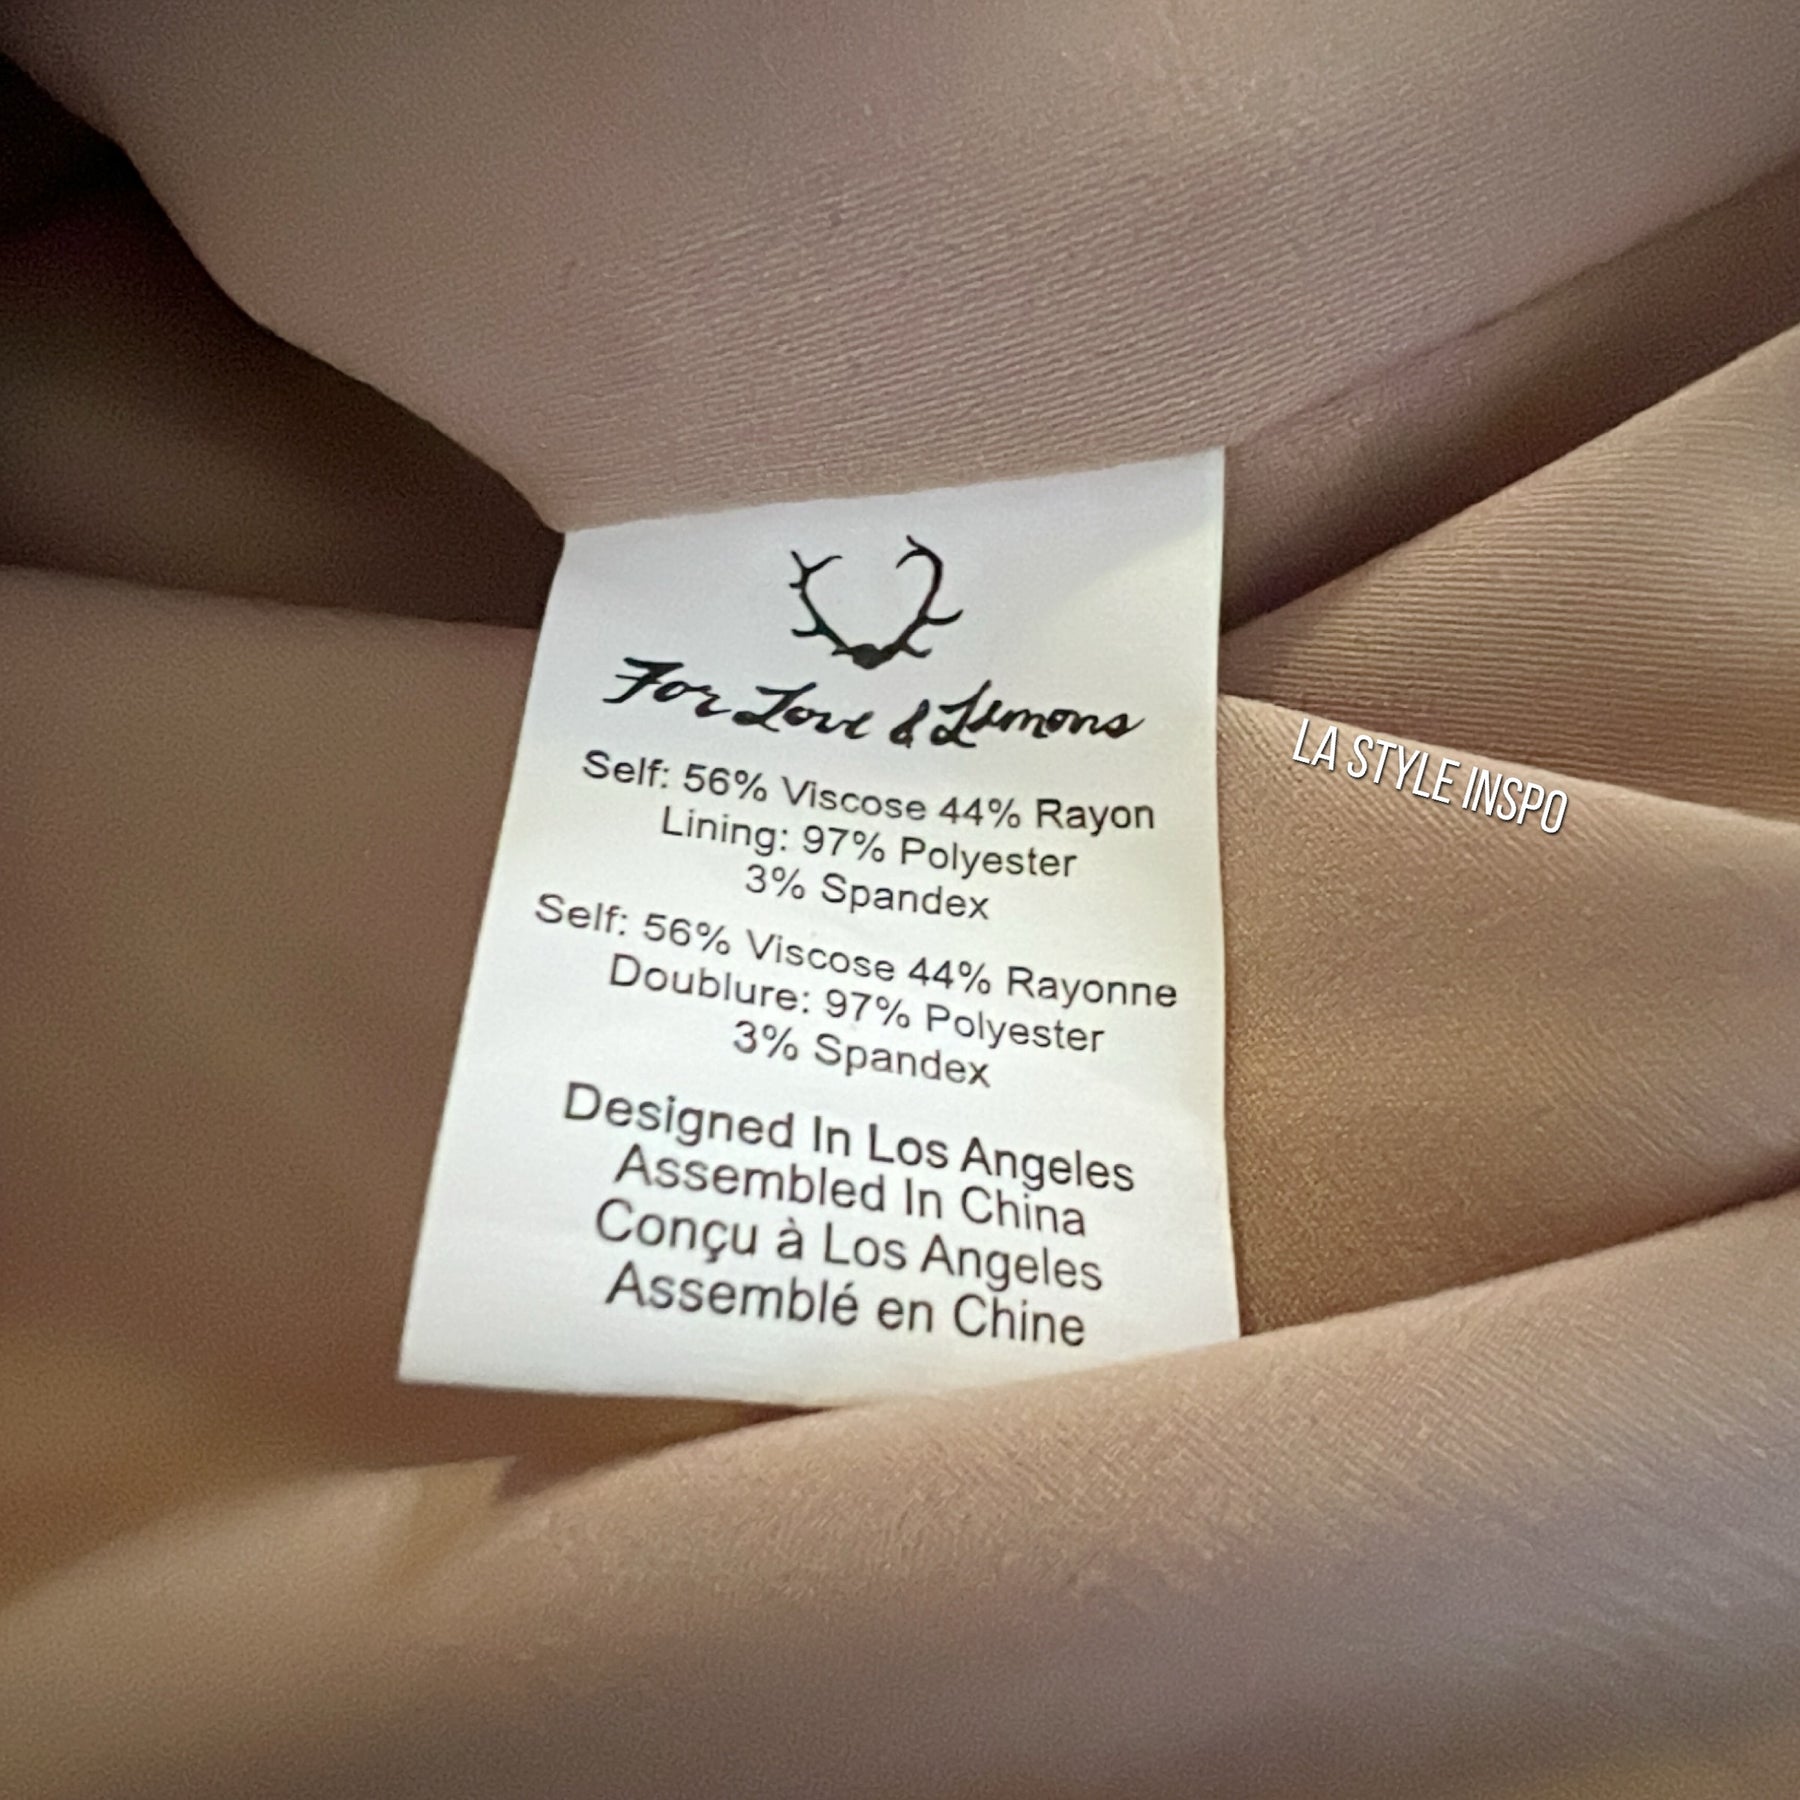 For Love & Lemons
Self: 56% Viscose 44% Rayon
Lining: 97% Polyester
3% Spandex
Self: 56% Viscose 44% Rayonne
Doublure: 97% Polyester
3% Spandex
Designed In Los Angeles
Assembled In China
Conçu à Los Angeles
Assemblé en Chine
LA STYLE INSPO